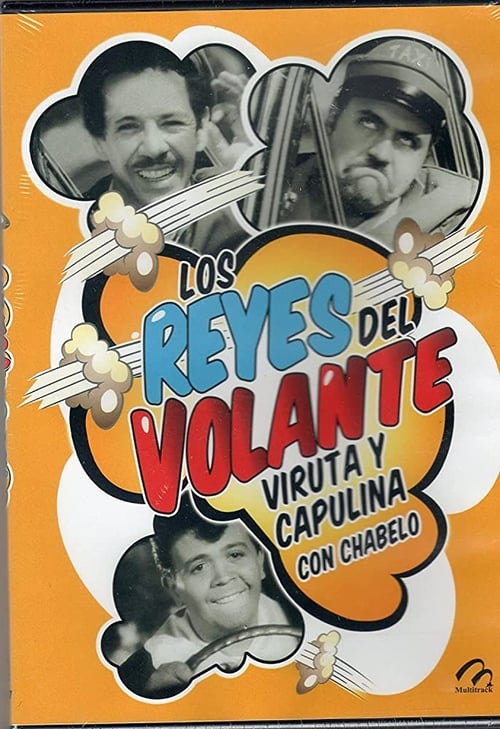 TAXI
LOS
REYES DEL
VOLANTE
VIRUTA Y
CAPULINA
CON CHABELO
Multitrack